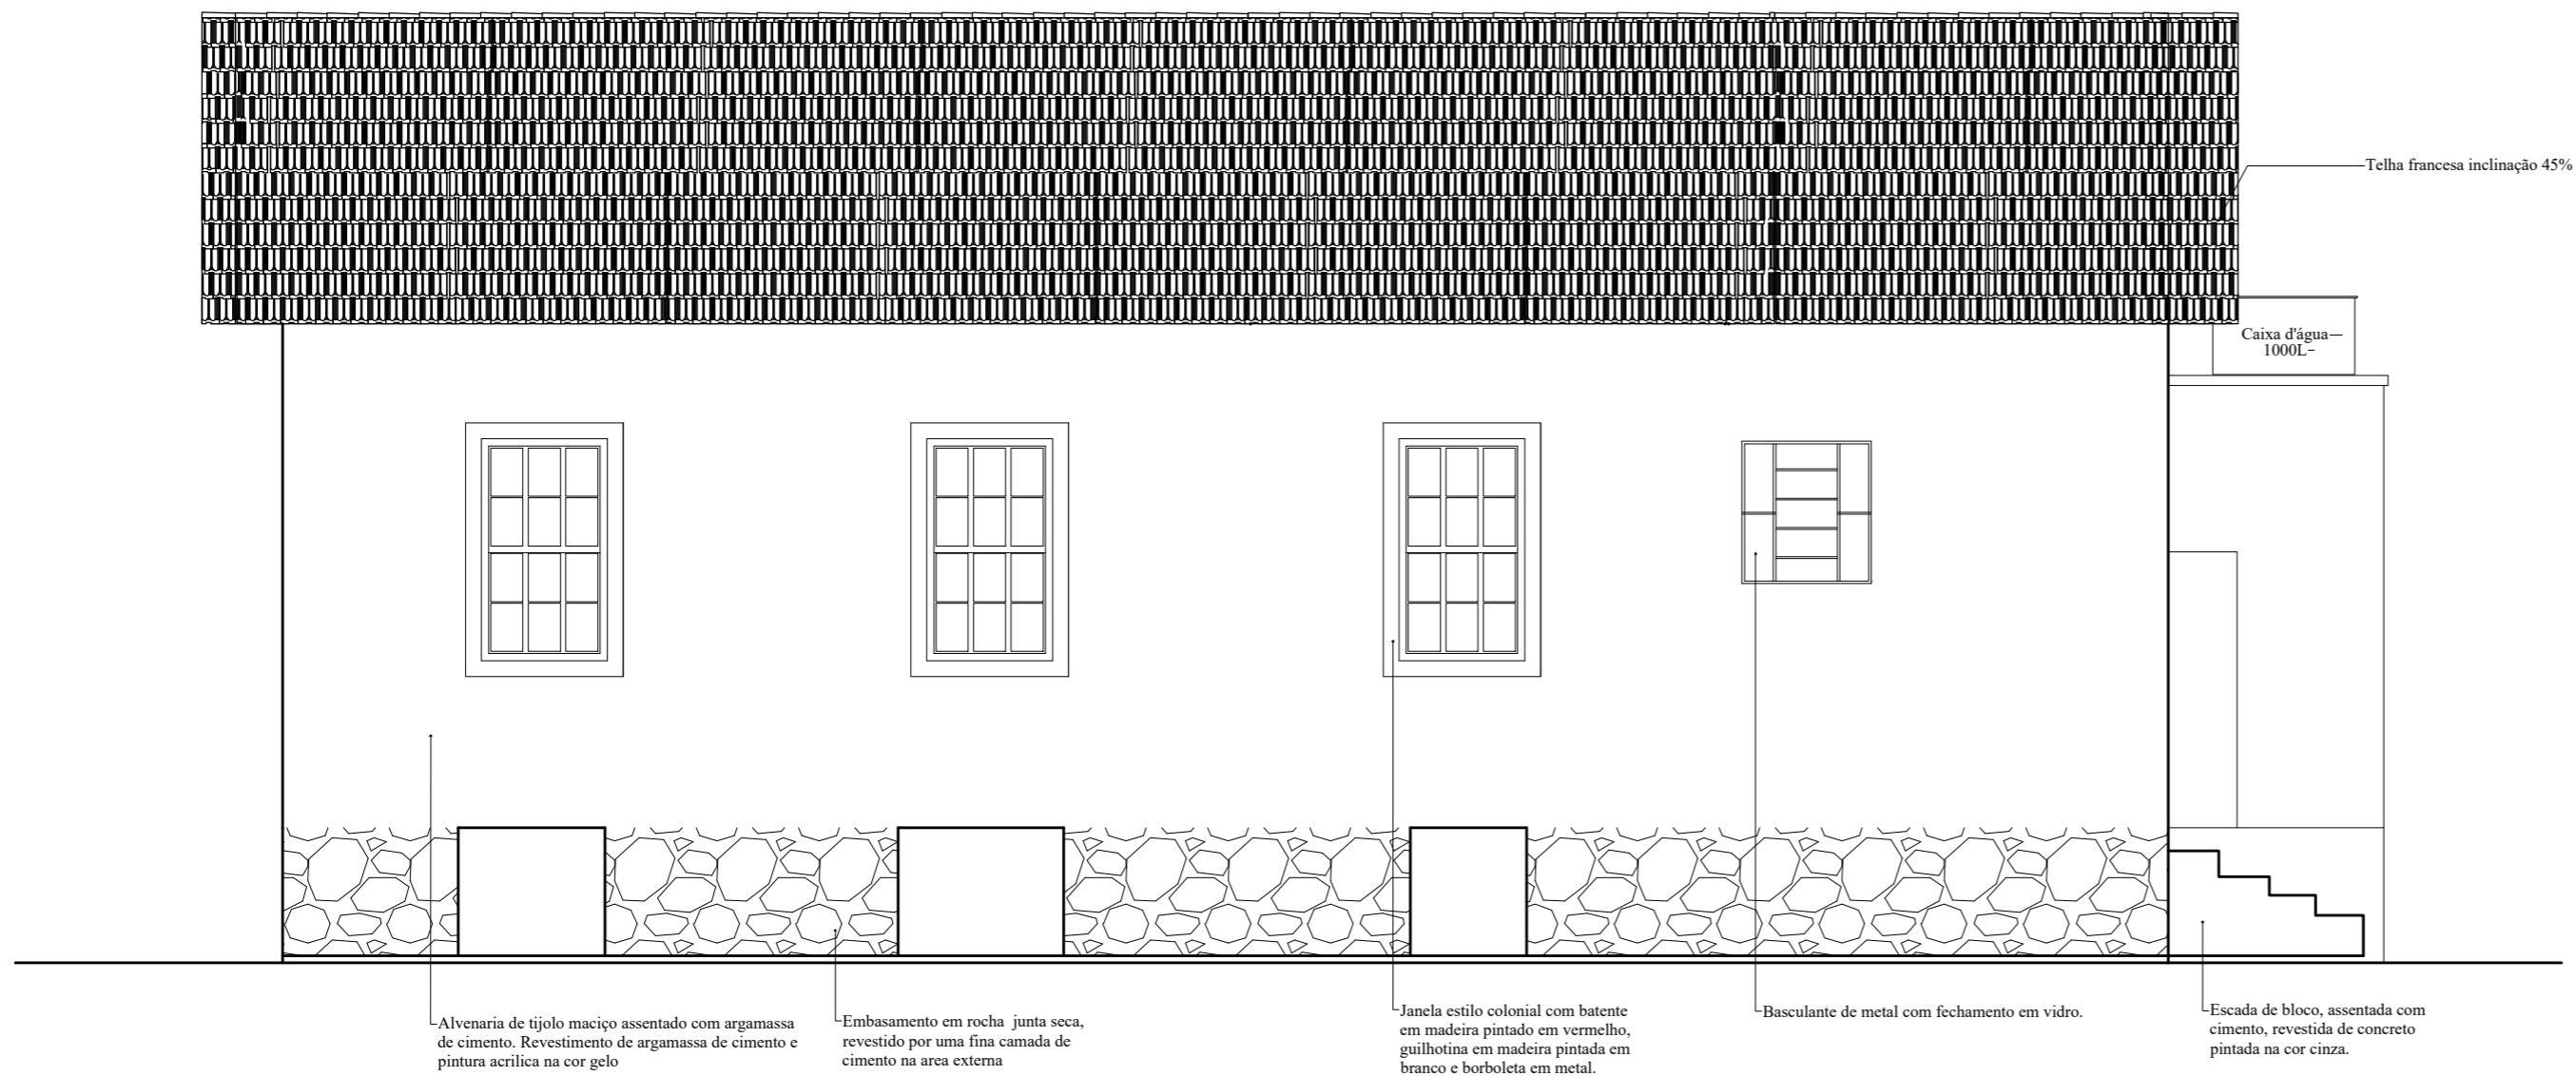 Telha francesa inclinação 45%
Caixa d'água
1000L
Alvenaria de tijolo maciço assentado com argamassa
de cimento. Revestimento de argamassa de cimento e
pintura acrilica na cor gelo
Embasamento em rocha junta seca,
revestido por uma fina camada de
cimento na area externa
Janela estilo colonial com batente
em madeira pintado em vermelho,
guilhotina em madeira pintada em
branco e borboleta em metal.
Basculante de metal com fechamento em vidro.
Escada de bloco, assentada com
cimento, revestida de concreto
pintada na cor cinza.